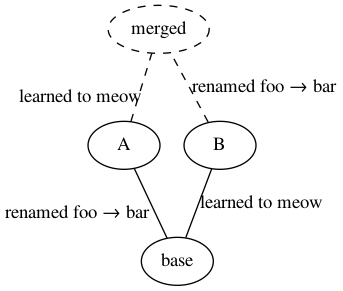 merged
learned to meow
renamed foo → bar
A
B
renamed foo → bar
learned to meow
base